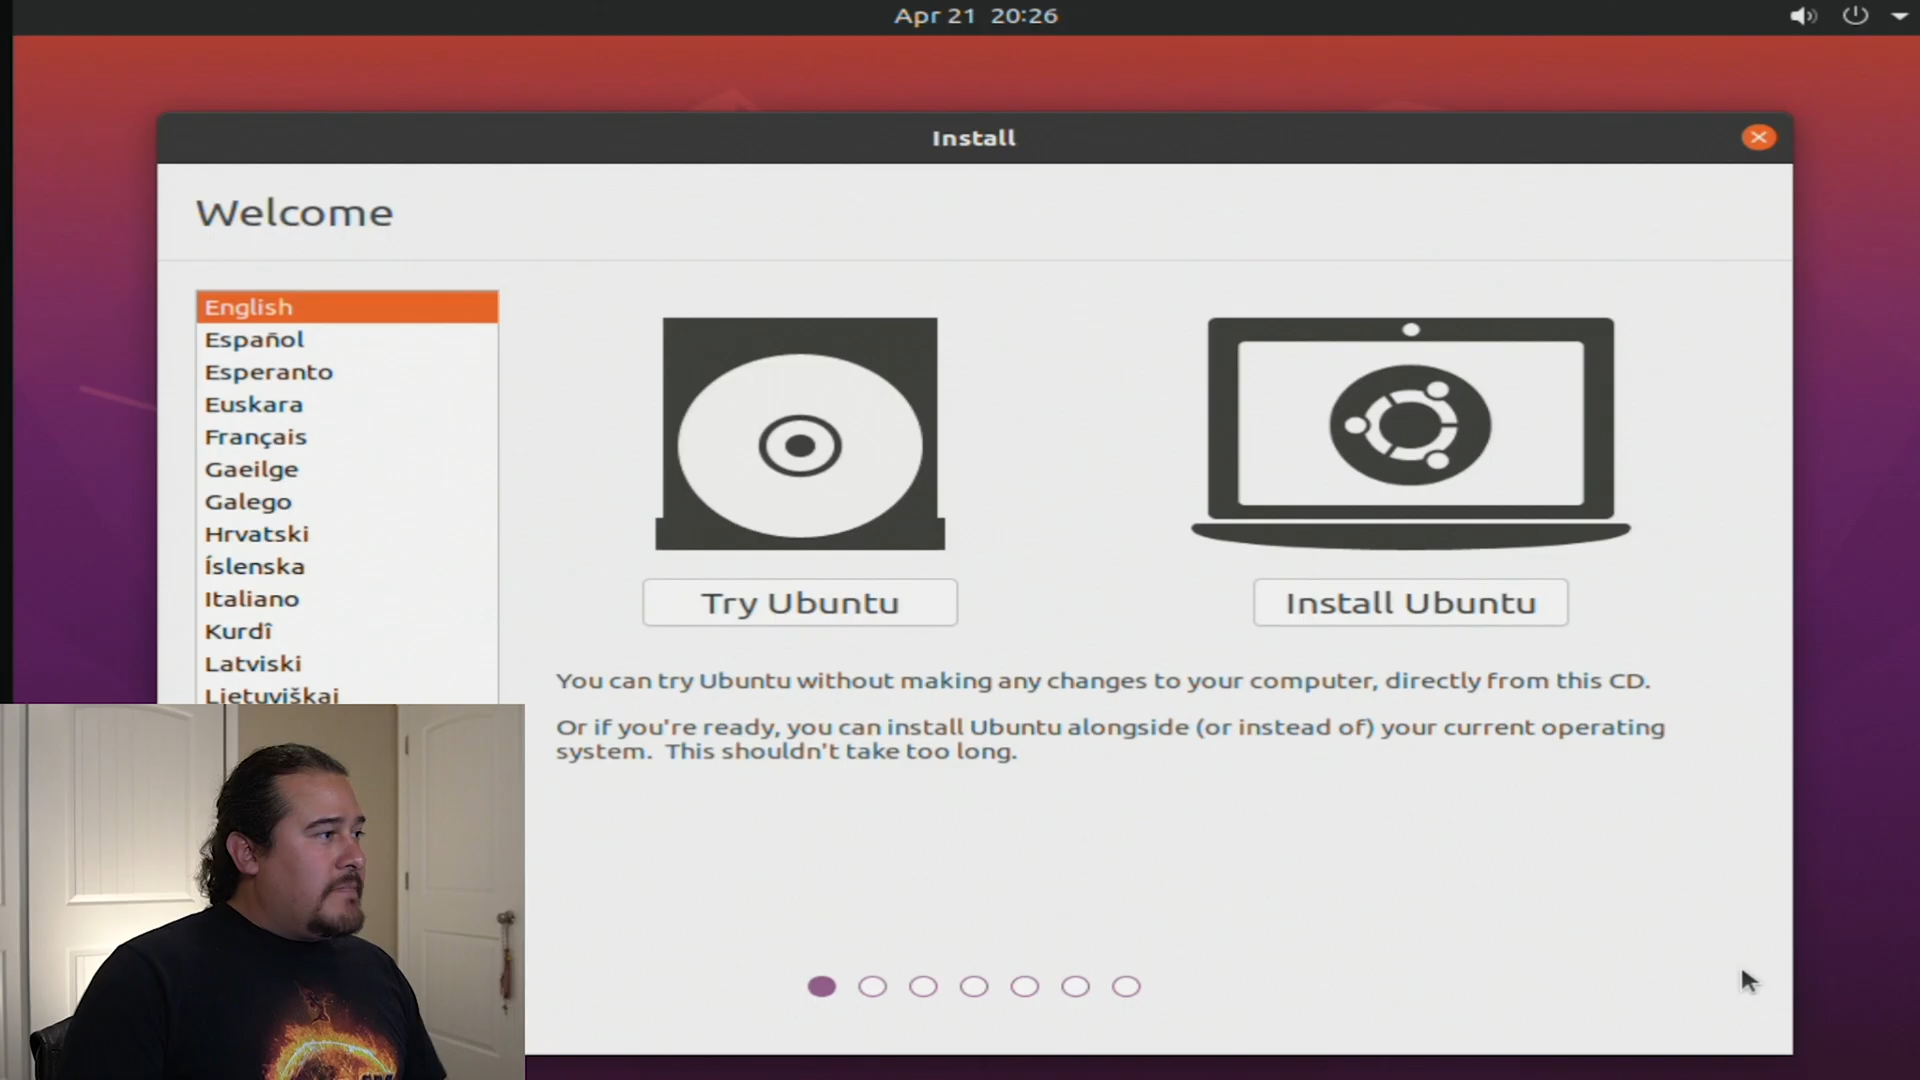 Apr 21 20:26
Install
Welcome
English
Español
Esperanto
Euskara
Français
Gaeilge
Galego
Hrvatski
Íslenska
Italiano
Kurdî
Latviski
Lietuviškai
Try Ubuntu
Install Ubuntu
You can try Ubuntu without making any changes to your computer, directly from this CD.
Or if you're ready, you can install Ubuntu alongside (or instead of) your current operating
system. This shouldn't take too long.